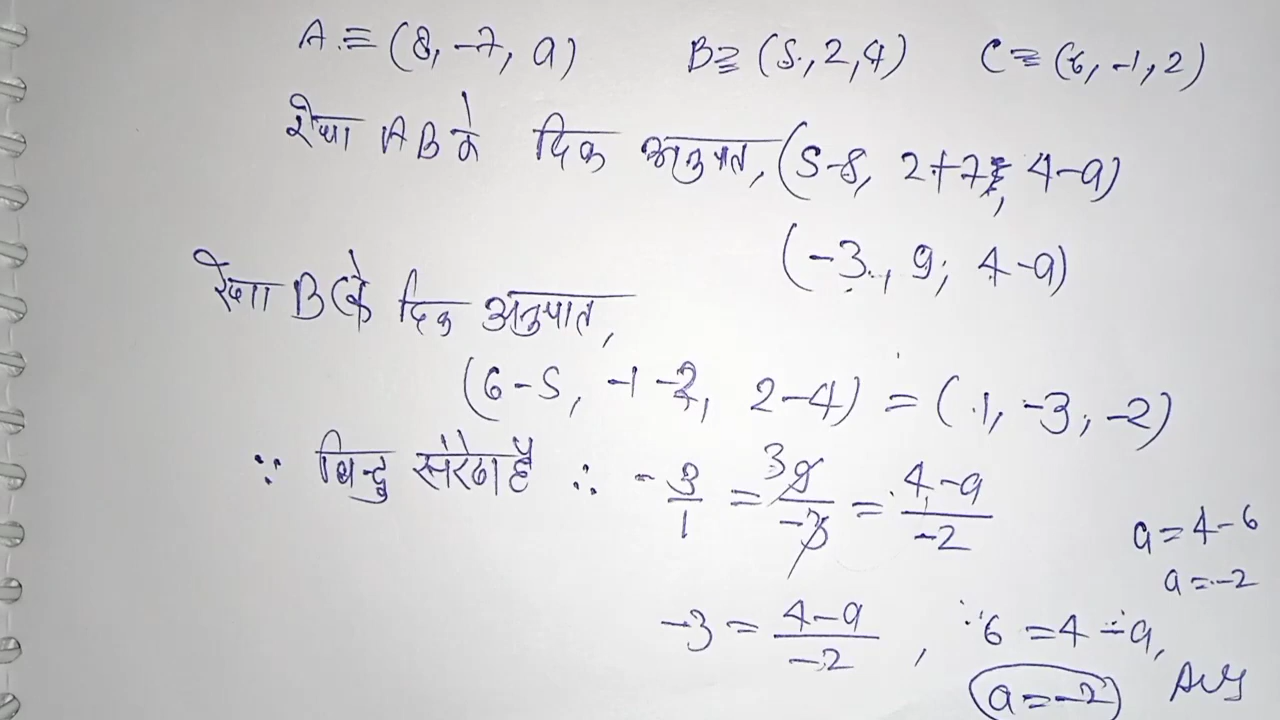 A ≡ (8, -7, a) B ≡ (5, 2, 4) C ≡ (6, -1, 2)
रेखा AB के दिक अनुपात, (5-8, 2+7, 4-a)
(-3, 9, 4-a)
रेखा BC के दिक अनुपात,
(6-5, -1-2, 2-4) = (1, -3, -2)
∵ बिन्दु संरेख है ∴ -3/1 = 9/-3 = 4-a/-2
a = 4-6
a = -2
-3 = 4-a/-2 , 6 = 4-a,
a = -2 Ans